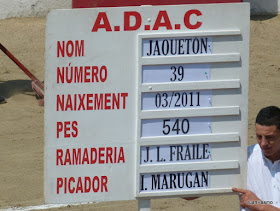 A.D.A.C
NOM JAQUETON
NÚMERO 39
NAIXEMENT 03/2011
PES 540
RAMADERIA J. L. FRAILE
PICADOR I. MARUGAN